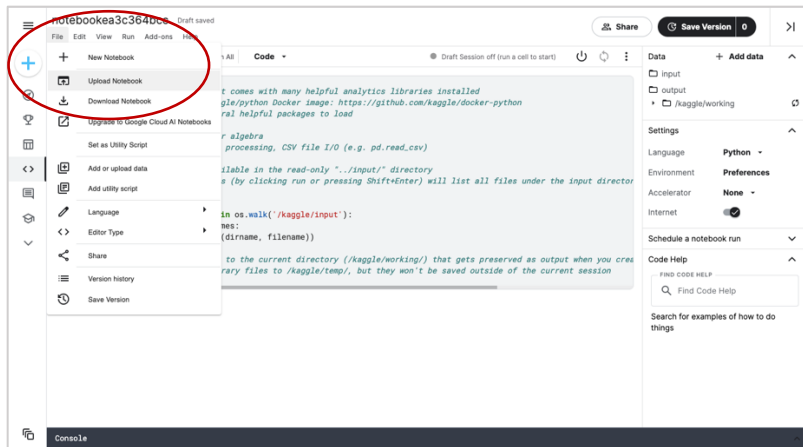 notebookea3c364bce Draft saved
File Edit View Run Add-ons Help
Share
Save Version 0
New Notebook
Upload Notebook
Download Notebook
Upgrade to Google Cloud AI Notebooks
Set as Utility Script
Add or upload data
Add utility script
Language
Editor Type
Share
Version history
Save Version
All Code
Draft Session off (run a cell to start)
comes with many helpful analytics libraries installed
gle/python Docker image: https://github.com/kaggle/docker-python
ral helpful packages to load
algebra
processing, CSV file I/O (e.g. pd.read_csv)
ilable in the read-only "../input/" directory
(by clicking run or pressing Shift+Enter) will list all files under the input director
in os.walk('/kaggle/input'):
mes:
(dirname, filename))
to the current directory (/kaggle/working/) that gets preserved as output when you crea
rary files to /kaggle/temp/, but they won't be saved outside of the current session
Data + Add data
input
output
/kaggle/working
Settings
Language Python
Environment Preferences
Accelerator None
Internet
Schedule a notebook run
Code Help
FIND CODE HELP
Find Code Help
Search for examples of how to do
things
Console